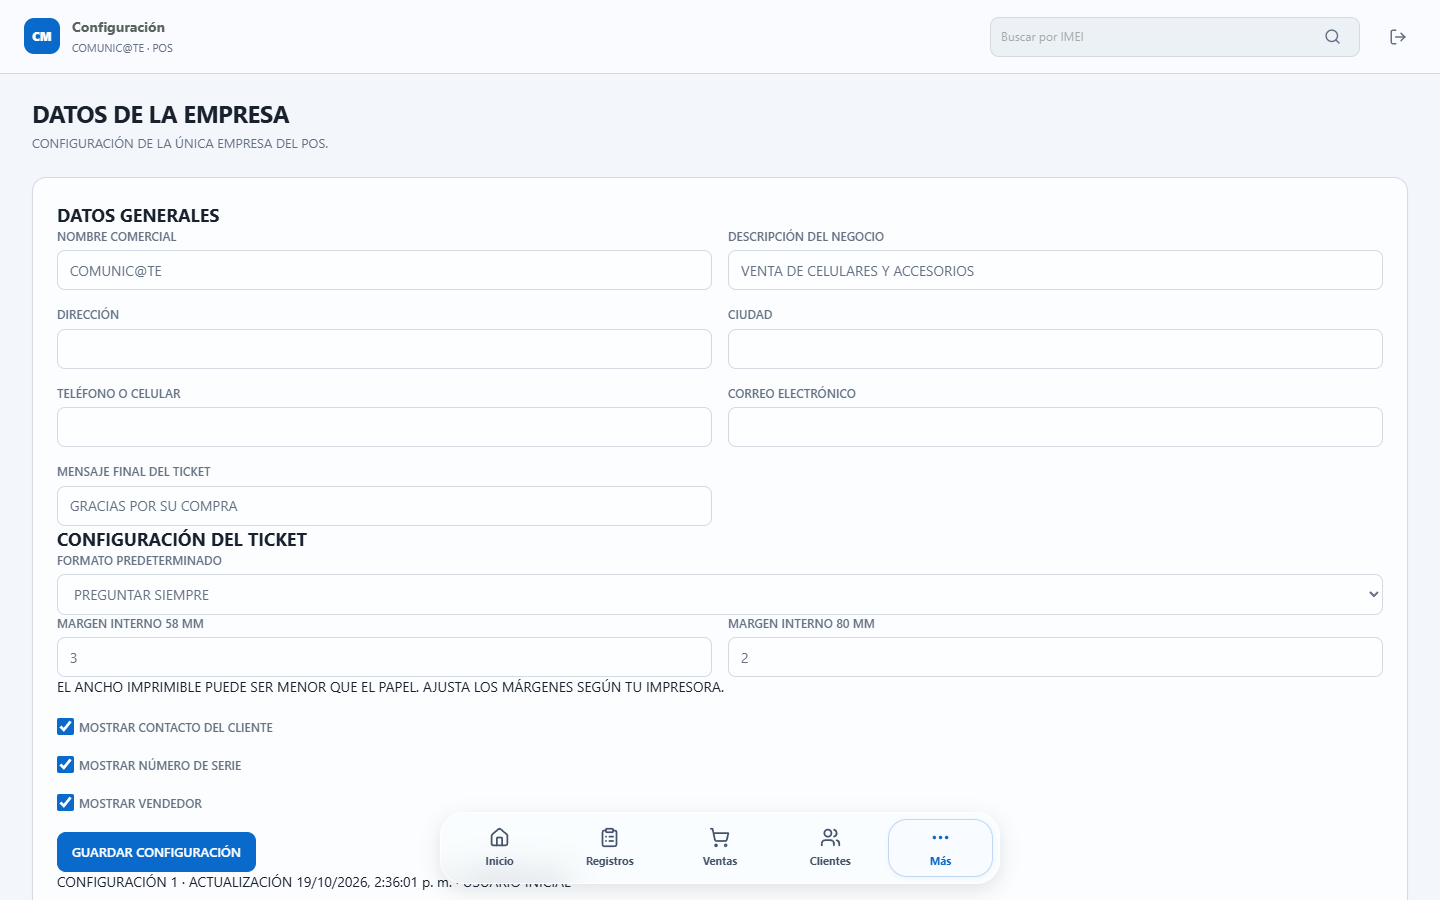 CM
Configuración
COMUNIC@TE · POS
Buscar por IMEI
DATOS DE LA EMPRESA
CONFIGURACIÓN DE LA ÚNICA EMPRESA DEL POS.
DATOS GENERALES
NOMBRE COMERCIAL
DESCRIPCIÓN DEL NEGOCIO
COMUNIC@TE
VENTA DE CELULARES Y ACCESORIOS
DIRECCIÓN
CIUDAD
TELÉFONO O CELULAR
CORREO ELECTRÓNICO
MENSAJE FINAL DEL TICKET
GRACIAS POR SU COMPRA
CONFIGURACIÓN DEL TICKET
FORMATO PREDETERMINADO
PREGUNTAR SIEMPRE
MARGEN INTERNO 58 MM
MARGEN INTERNO 80 MM
3
2
EL ANCHO IMPRIMIBLE PUEDE SER MENOR QUE EL PAPEL. AJUSTA LOS MÁRGENES SEGÚN TU IMPRESORA.
MOSTRAR CONTACTO DEL CLIENTE
MOSTRAR NÚMERO DE SERIE
MOSTRAR VENDEDOR
GUARDAR CONFIGURACIÓN
CONFIGURACIÓN 1 · ACTUALIZACIÓN 19/10/2026, 2:36:01 p. m. · USUARIO INICIAL
Inicio
Registros
Ventas
Clientes
Más